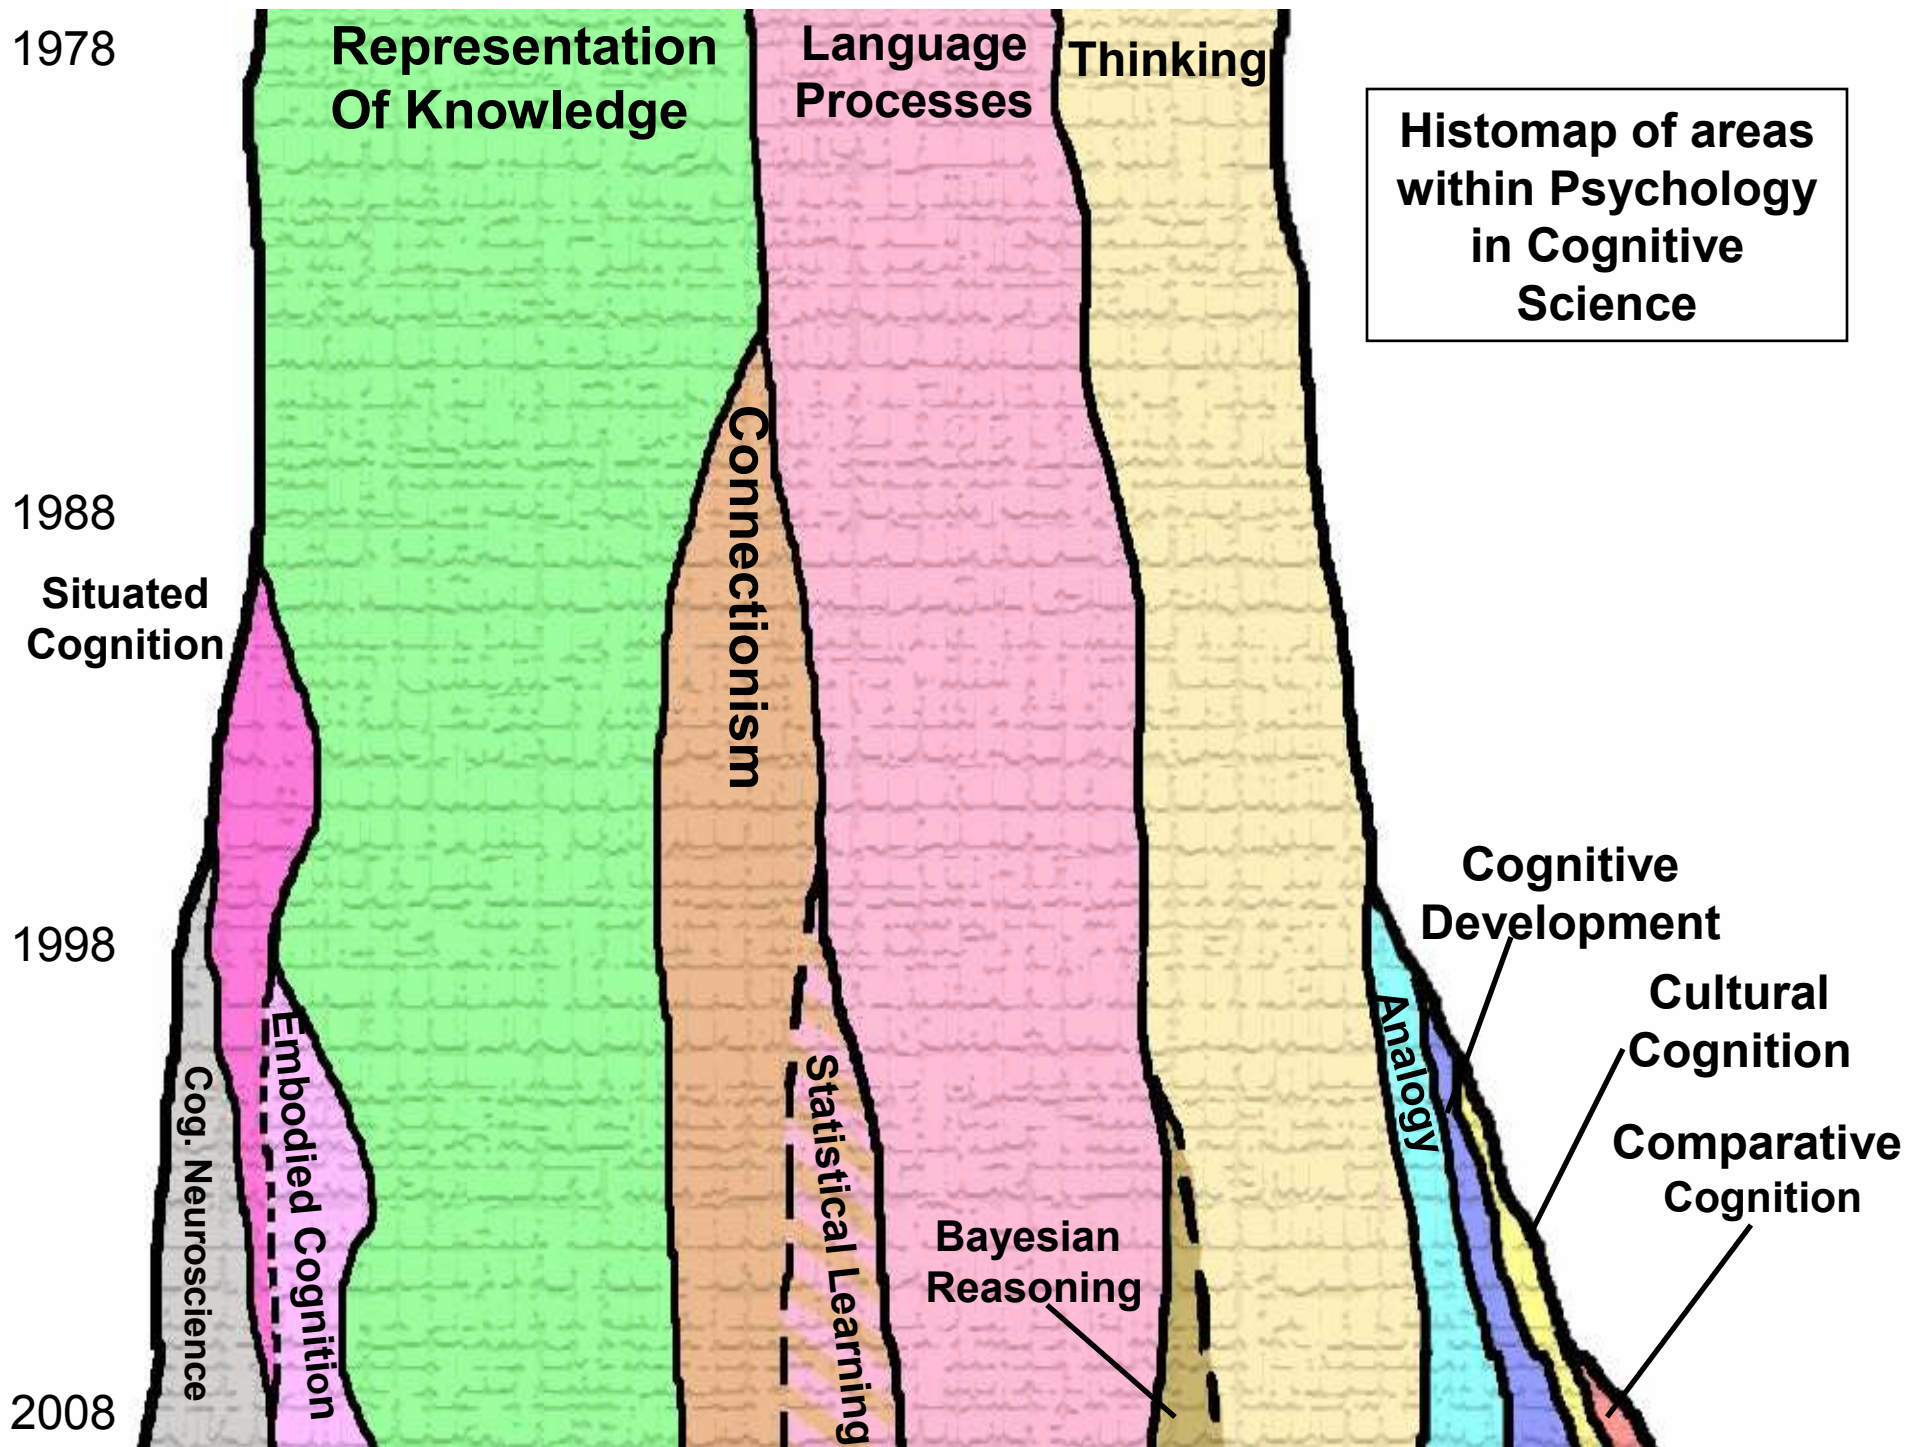 1978
Representation
Of Knowledge
Language
Processes
Thinking
Histomap of areas
within Psychology
in Cognitive
Science
Connectionism
1988
Situated
Cognition
Cognitive
Development
1998
Cultural
Cognition
Analogy
Embodied Cognition
Cog. Neuroscience
Statistical Learning
Comparative
Cognition
Bayesian
Reasoning
2008